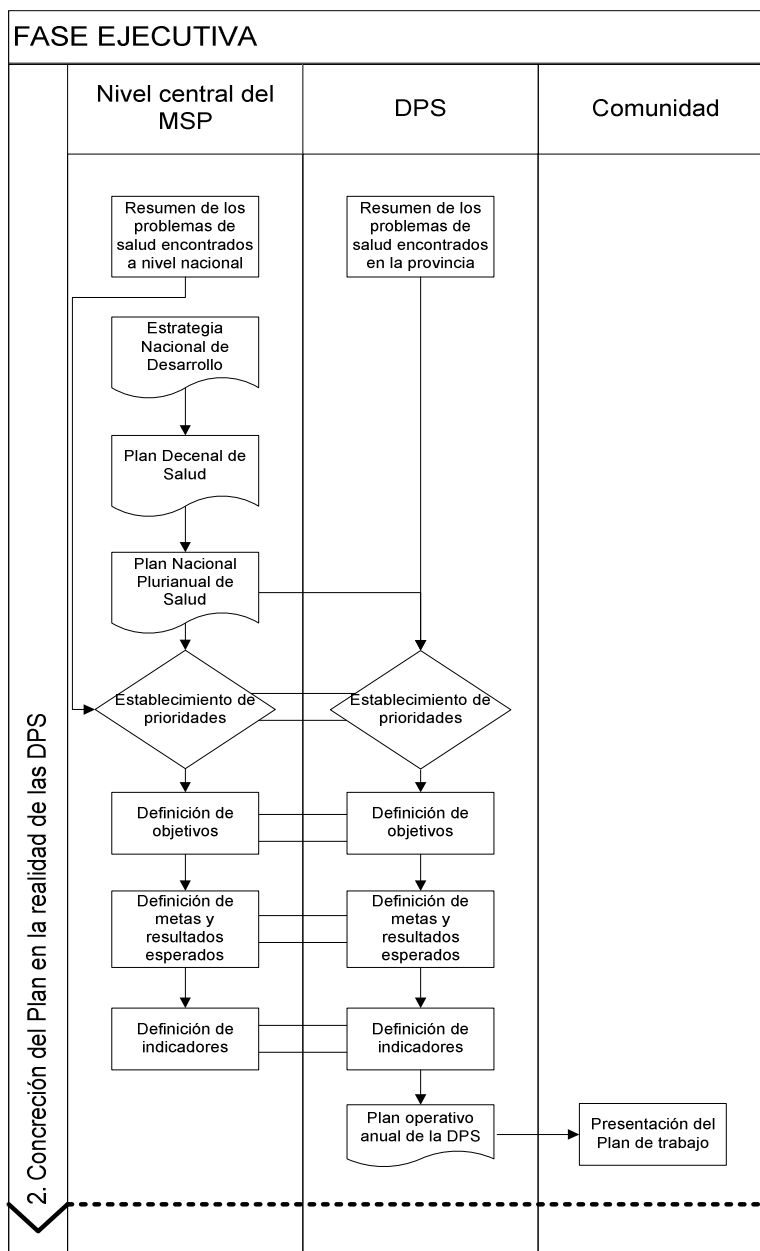 FASE EJECUTIVA
Nivel central del
MSP
DPS
Comunidad
2. Concreción del Plan en la realidad de las DPS
Resumen de los
problemas de
salud encontrados
a nivel nacional
Resumen de los
problemas de
salud encontrados
en la provincia
Estrategia
Nacional de
Desarrollo
Plan Decenal de
Salud
Plan Nacional
Plurianual de
Salud
Establecimiento de
prioridades
Establecimiento de
prioridades
Definición de
objetivos
Definición de
objetivos
Definición de
metas y
resultados
esperados
Definición de
metas y
resultados
esperados
Definición de
indicadores
Definición de
indicadores
Plan operativo
anual de la DPS
Presentación del
Plan de trabajo